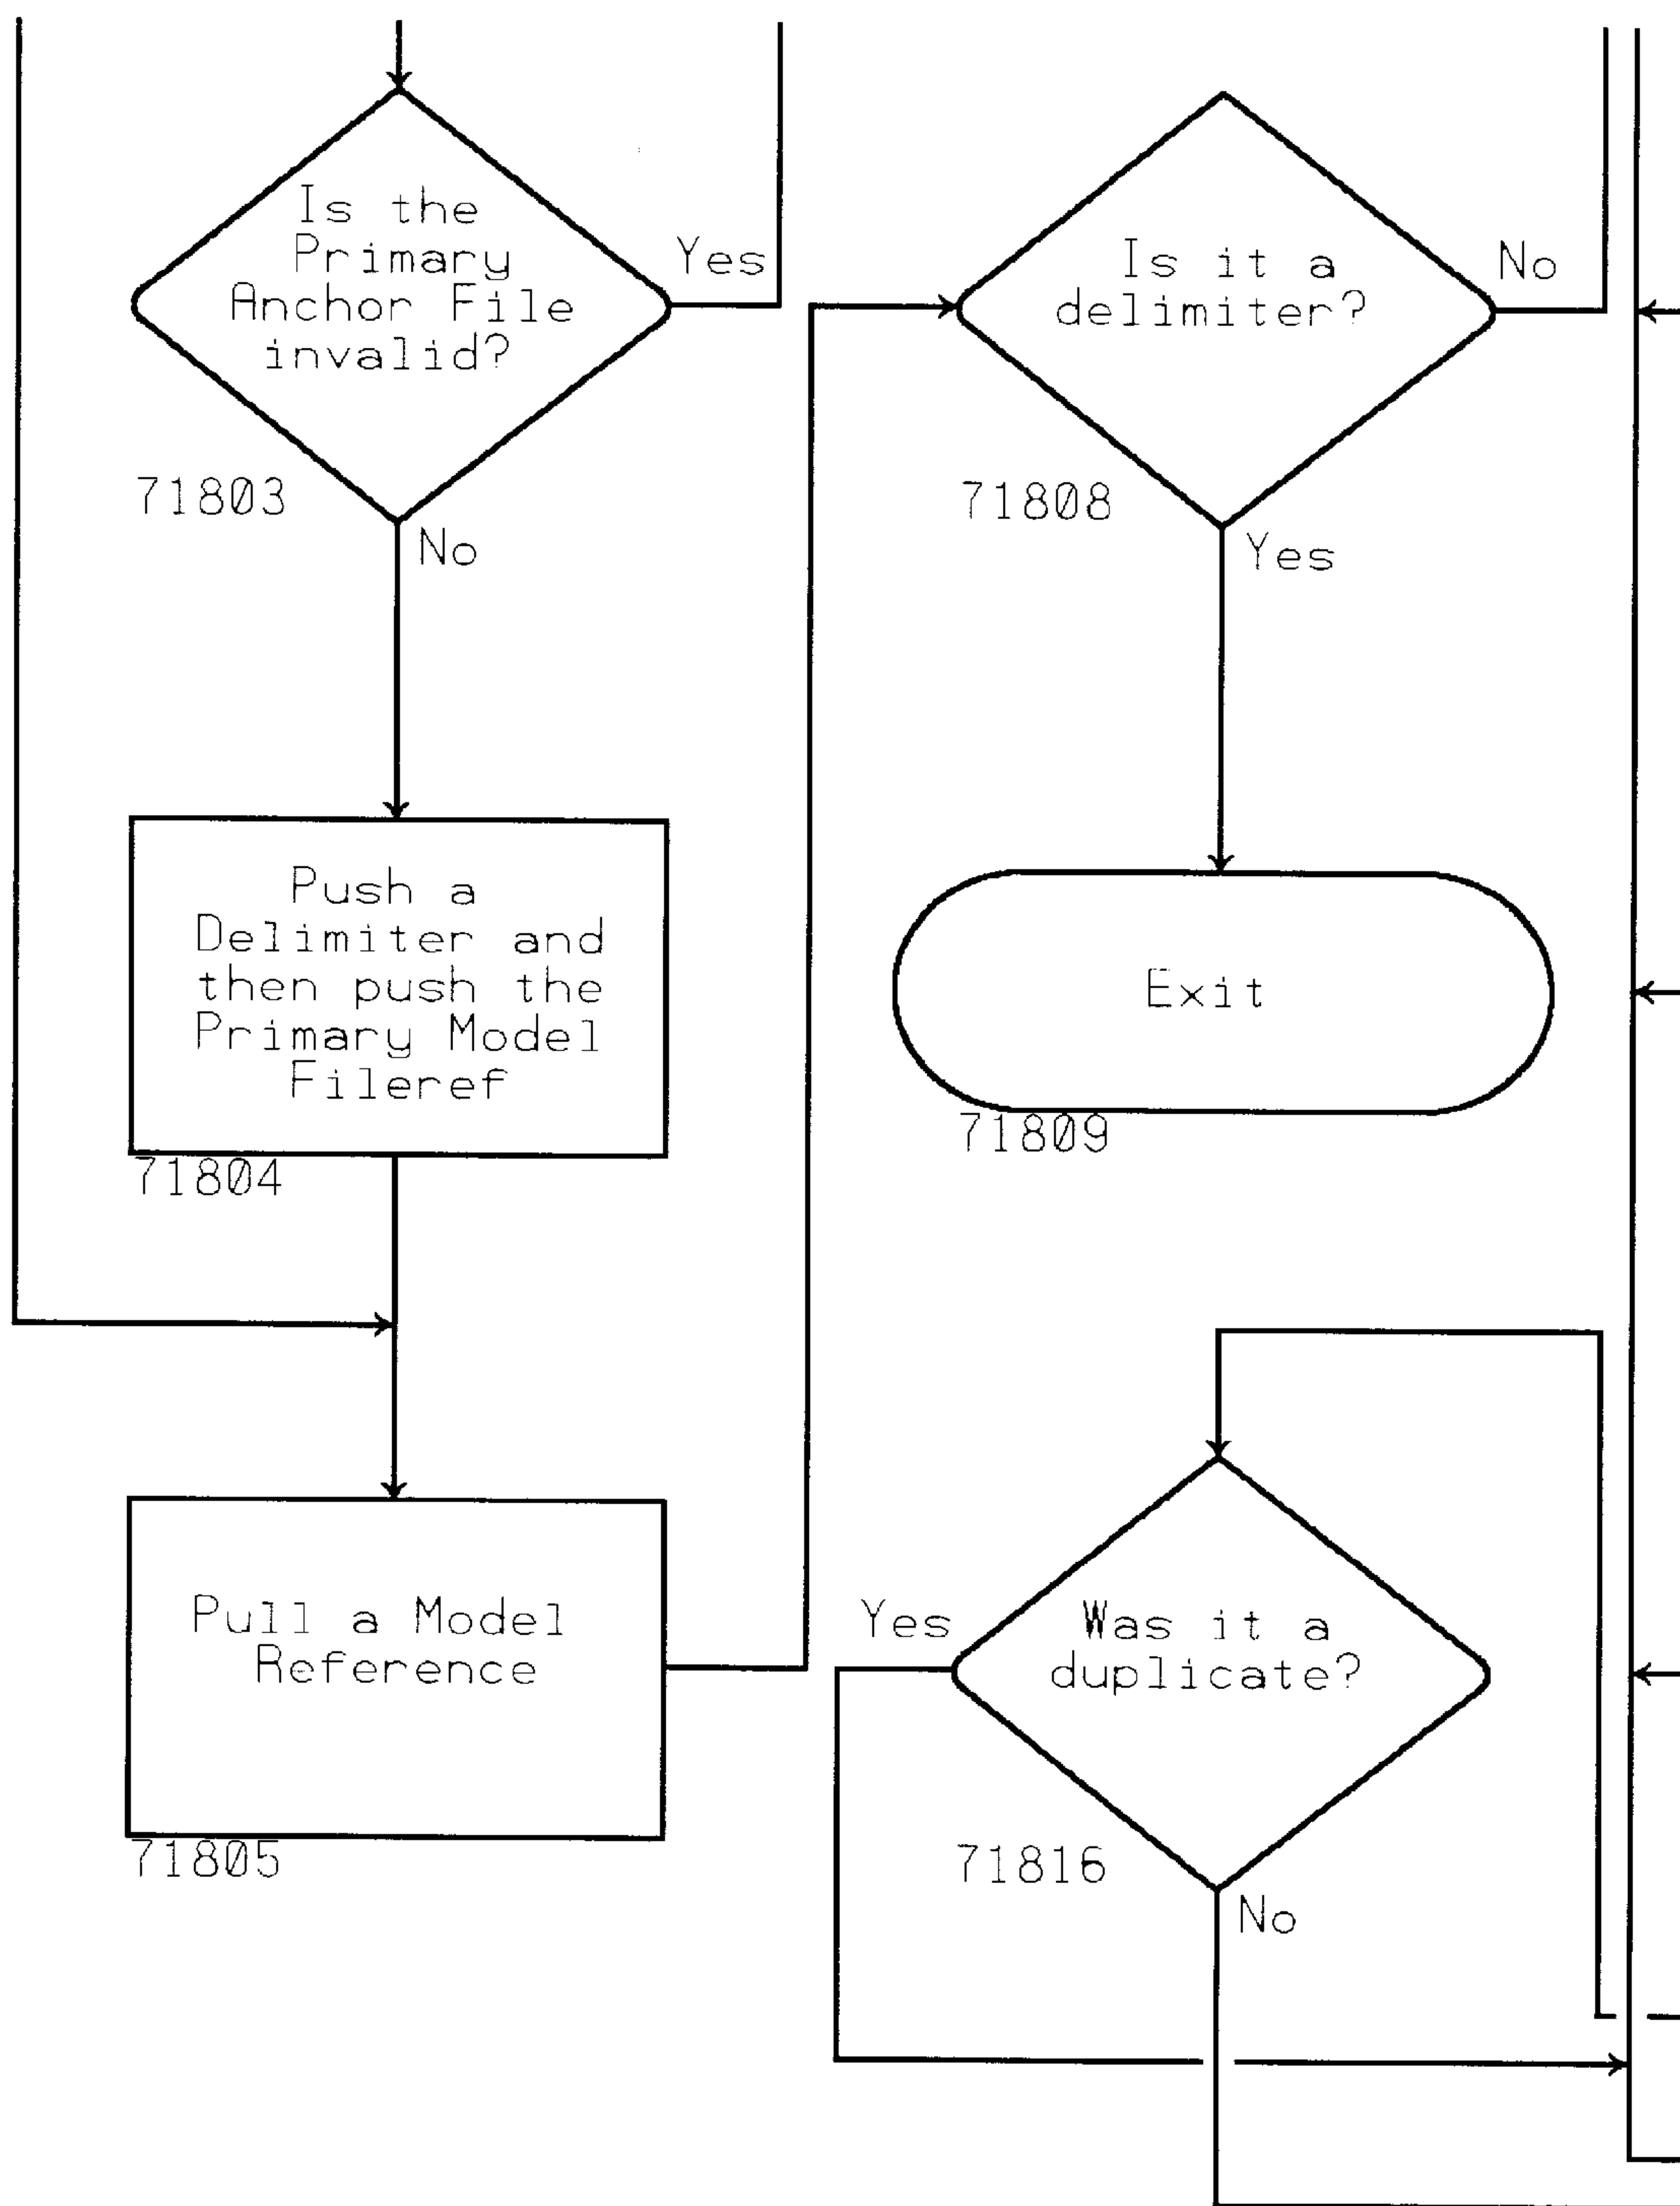 Is the
Primary
Anchor File
invalid?
Yes
71803
No
Push a
Delimiter and
then push the
Primary Model
Fileref
71804
Pull a Model
Reference
71805
Is it a
delimiter?
No
71808
Yes
Exit
71809
Yes
Was it a
duplicate?
71816
No